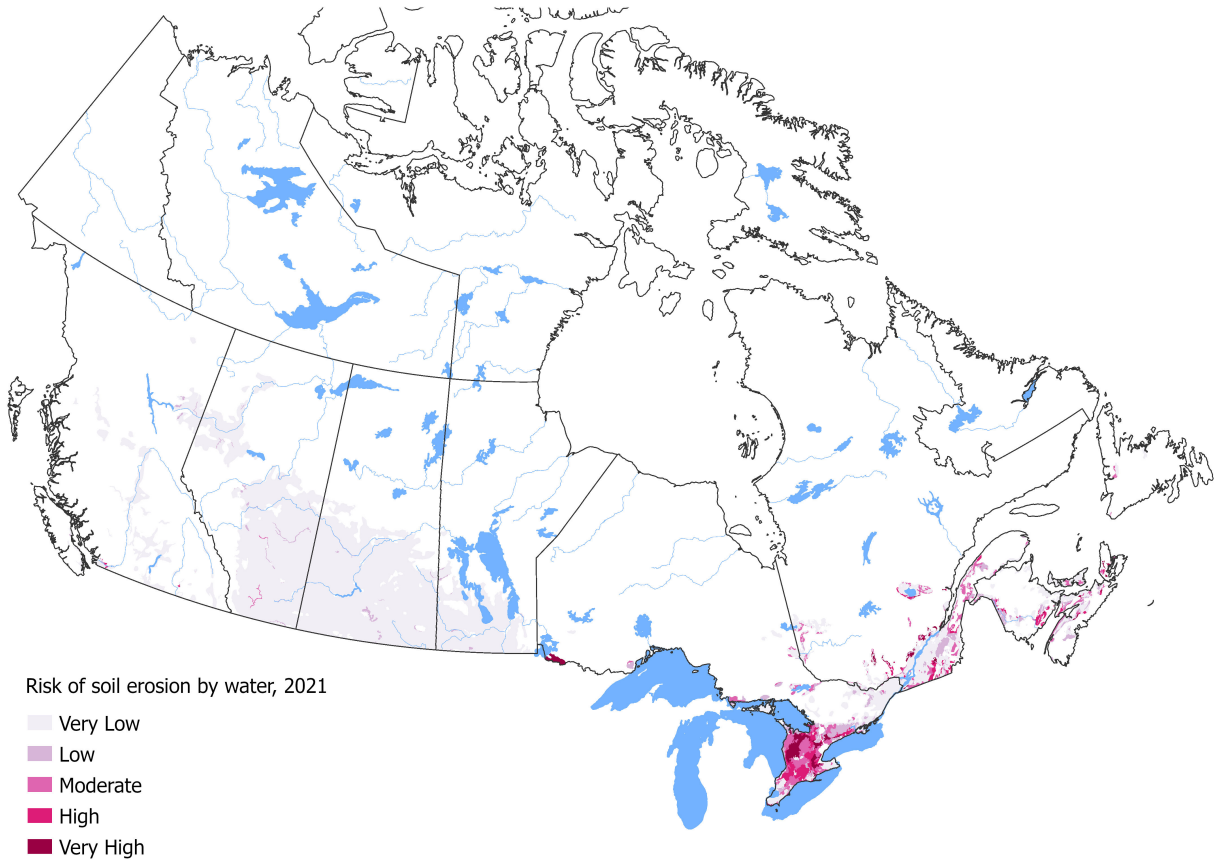 Risk of soil erosion by water, 2021
Very Low
Low
Moderate
High
Very High